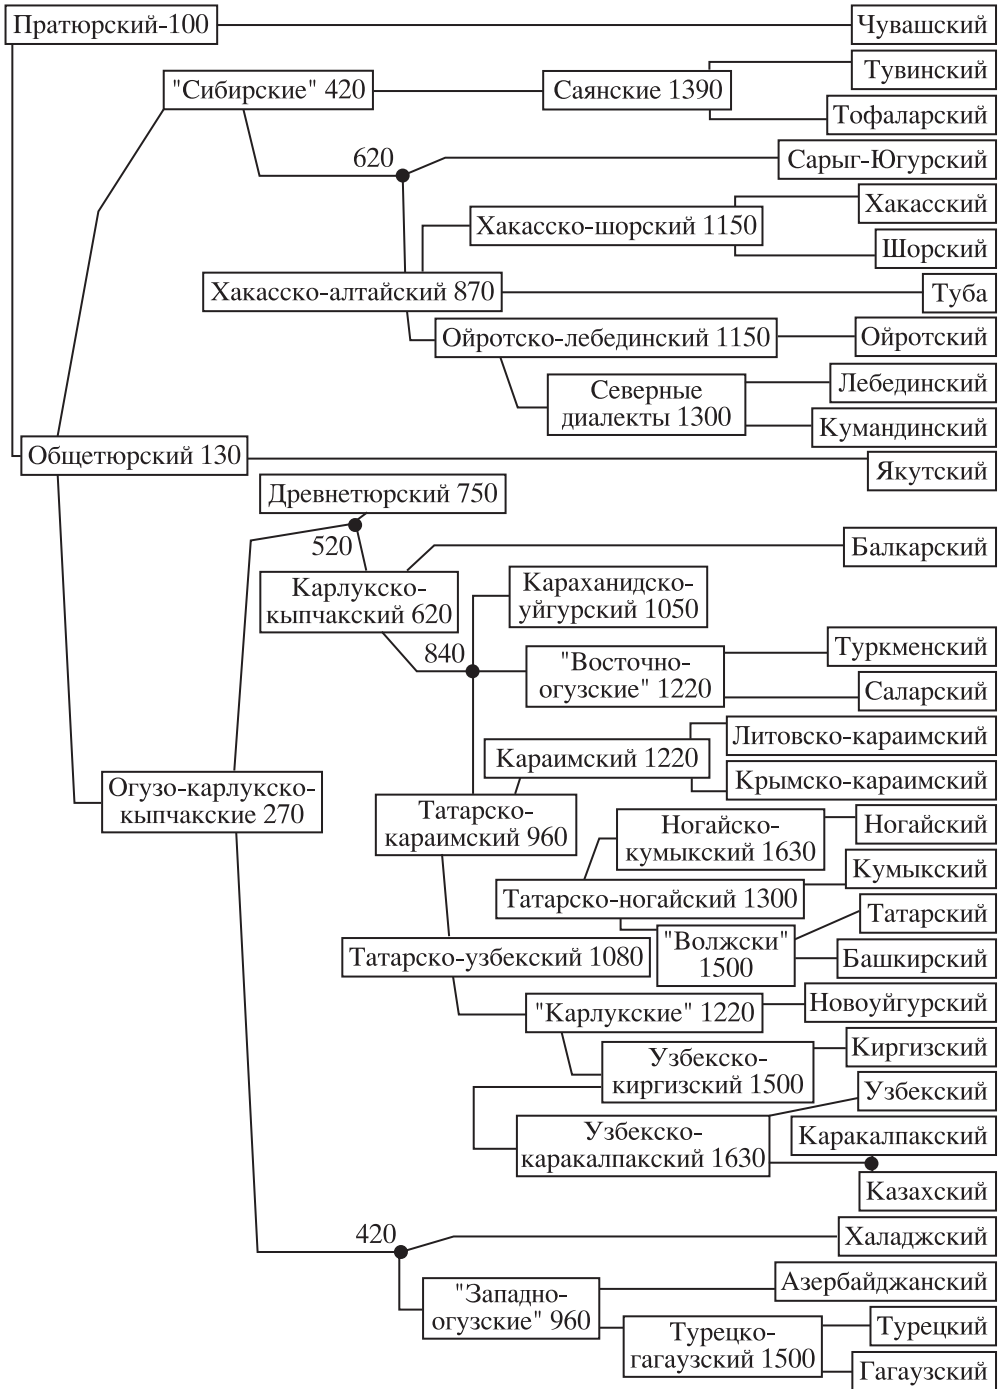 Пратюрский-100
Чувашский
Тувинский
"Сибирские" 420
Саянские 1390
Тофаларский
620
Сарыг-Югурский
Хакасский
Хакасско-шорский 1150
Шорский
Хакасско-алтайский 870
Туба
Ойротско-лебединский 1150
Ойротский
Северные
диалекты 1300
Лебединский
Кумандинский
Общетюрский 130
Якутский
Древнетюрский 750
520
Балкарский
Карлукско-
кыпчакский 620
Караханидско-
уйгурский 1050
840
"Восточно-
огузские" 1220
Туркменский
Саларский
Литовско-караимский
Караимский 1220
Крымско-караимский
Огузо-карлукско-
кыпчакские 270
Татарско-
караимский 960
Ногайско-
кумыкский 1630
Ногайский
Кумыкский
Татарско-ногайский 1300
Татарский
"Волжски"
1500
Башкирский
Татарско-узбекский 1080
Новоуйгурский
"Карлукские" 1220
Киргизский
Узбекско-
киргизский 1500
Узбекский
Узбекско-
каракалпакский 1630
Каракалпакский
Казахский
420
Халаджский
Азербайджанский
"Западно-
огузские" 960
Турецкий
Турецко-
гагаузский 1500
Гагаузский